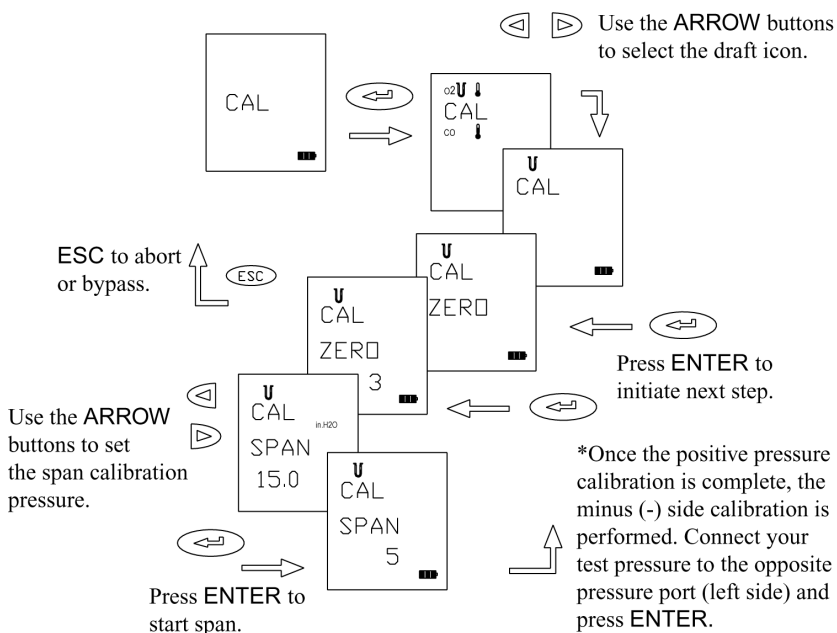 Use the ARROW buttons
to select the draft icon.
CAL
o2
CAL
co
CAL
CAL
ZERO
ESC to abort
or bypass.
ESC
CAL
ZERO
3
Press ENTER to
initiate next step.
Use the ARROW
buttons to set
the span calibration
pressure.
CAL
in.H2O
SPAN
15.0
CAL
SPAN
5
Press ENTER to
start span.
*Once the positive pressure
calibration is complete, the
minus (-) side calibration is
performed. Connect your
test pressure to the opposite
pressure port (left side) and
press ENTER.